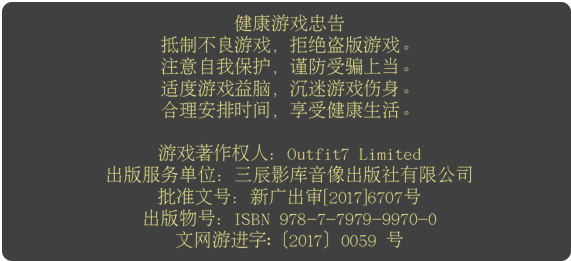 健康游戏忠告
抵制不良游戏，拒绝盗版游戏。
注意自我保护，谨防受骗上当。
适度游戏益脑，沉迷游戏伤身。
合理安排时间，享受健康生活。
游戏著作权人：Outfit7 Limited
出版服务单位：三辰影库音像出版社有限公司
批准文号：新广出审[2017]6707号
出版物号：ISBN 978-7-7979-9970-0
文网游进字:〔2017〕0059 号